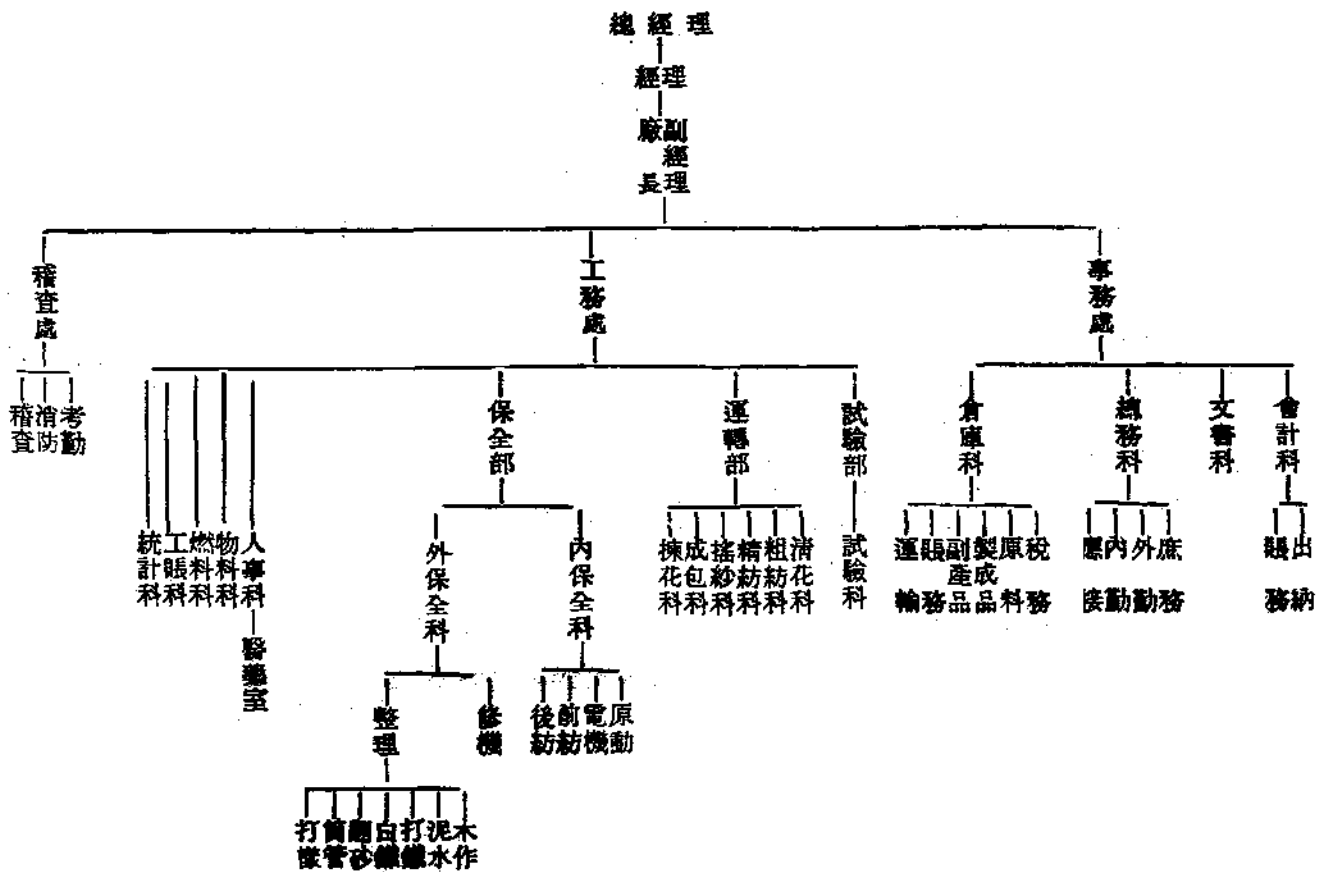 總經理
經理
副經理
廠長
事務處
工務處
稽查處
會計科
文書科
總務科
倉庫科
試驗部
運轉部
保全部
考勤
消防
稽查
出納
賬務
庶務
外勤
內勤
應接
稅務
原料
製成品
副產品
賬務
運輸
試驗科
清花科
粗紡科
精紡科
搖紗科
成包科
揀花科
內保全科
外保全科
人事科
物料科
燃料科
工賬科
統計科
醫藥室
原動
電機
前紡
後紡
修機
整理
木作
泥水
打鐵
白鐵
翻砂
筒管
打樣